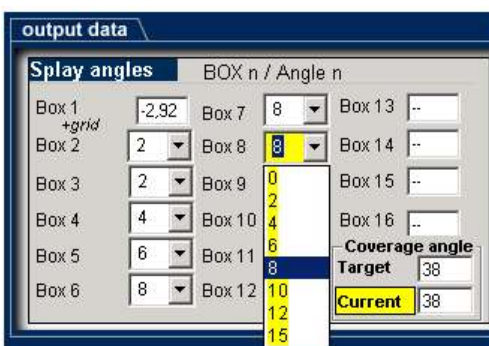 output data
Splay angles BOX n / Angle n
Box 1 -2,92 Box 7 8 Box 13 --
+grid
Box 2 2 Box 8 8 Box 14 --
0
2
Box 3 2 Box 9 Box 15 --
Box 4 4 Box 10 4 Box 16 --
6
Coverage angle
Box 5 6 Box 11 8 Target 38
Box 6 8 Box 12 10 Current 38
12
15